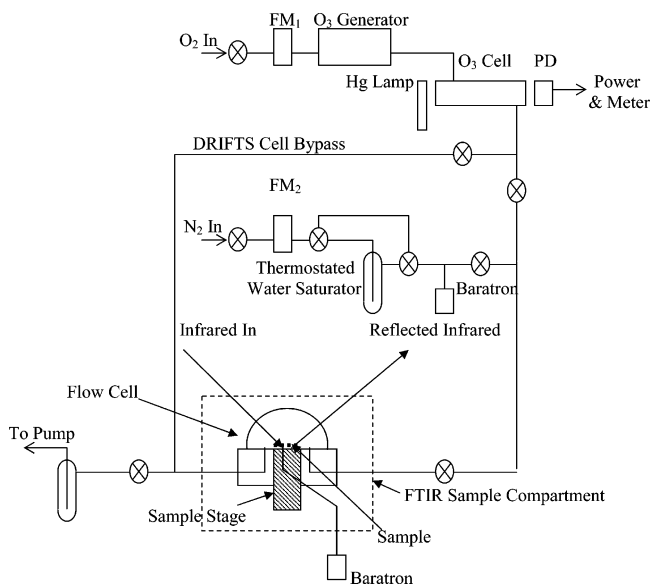 FM₁
O₃ Generator
O₂ In
O₃ Cell
PD
Hg Lamp
Power
& Meter
DRIFTS Cell Bypass
FM₂
N₂ In
Thermostated
Water Saturator
Baratron
Infrared In
Reflected Infrared
Flow Cell
To Pump
FTIR Sample Compartment
Sample Stage
Sample
Baratron